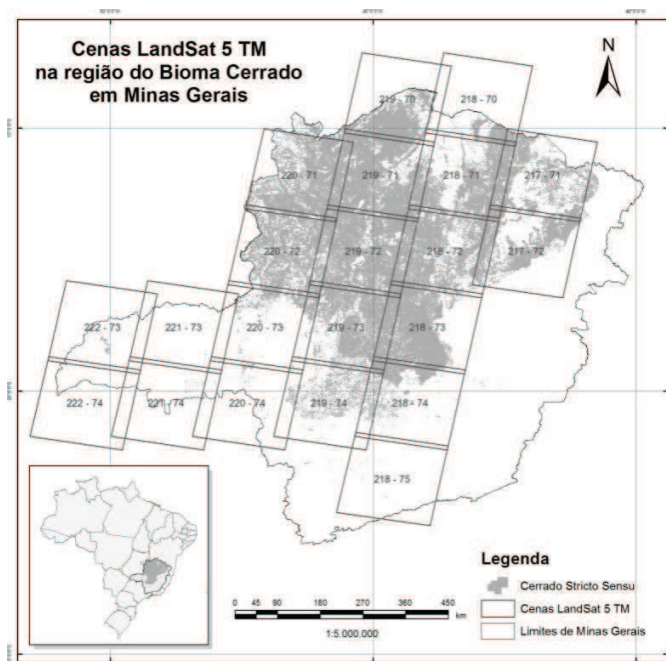 Cenas LandSat 5 TM
na região do Bioma Cerrado
em Minas Gerais
N
219 - 70
218 - 70
220 - 71
219 - 71
218 - 71
217 - 71
220 - 72
219 - 72
218 - 72
217 - 72
222 - 73
221 - 73
220 - 73
219 - 73
218 - 73
222 - 74
221 - 74
220 - 74
219 - 74
218 - 74
218 - 75
Legenda
Cerrado Stricto Sensu
Cenas LandSat 5 TM
Limites de Minas Gerais
0 45 90 180 270 360 450
km
1:5.000.000